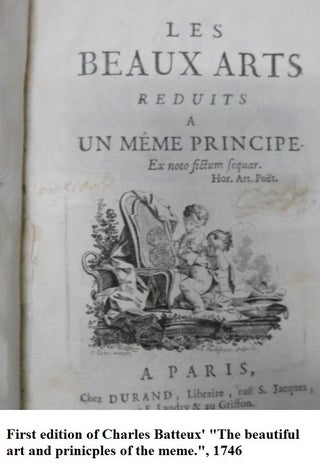 LES
BEAUX ARTS
REDUITS
A
UN MÊME PRINCIPE.
Ex noto fictum sequar.
Hor. Art. Poët.
A PARIS,
Chez DURAND, Libraire, ruë S. Jacques,
à S. Landry & au Griffon.
First edition of Charles Batteux' "The beautiful
art and prinicples of the meme.", 1746